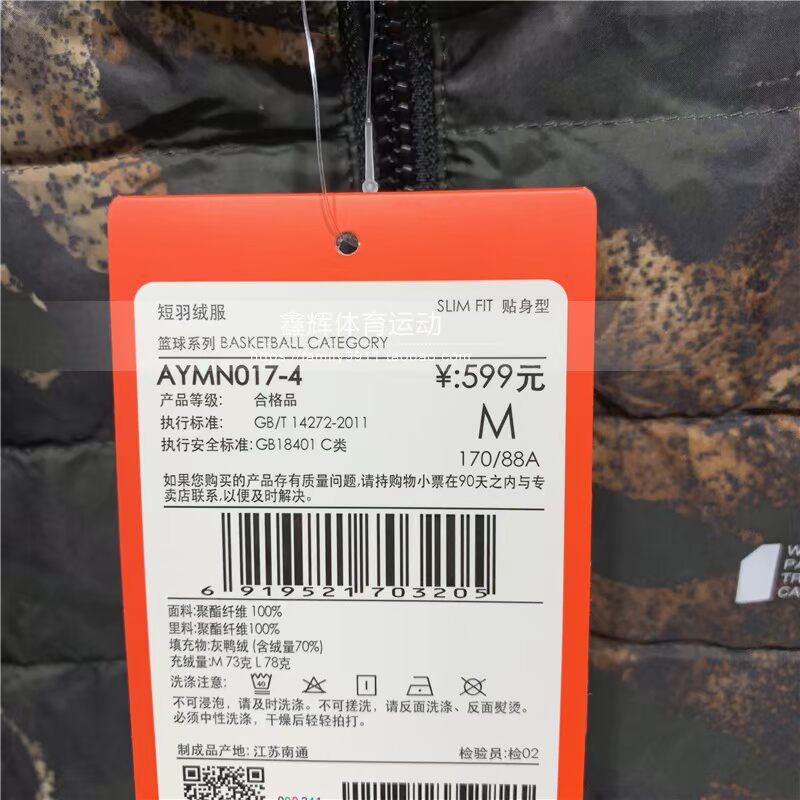 短羽绒服
SLIM FIT 贴身型
鑫辉体育运动
篮球系列 BASKETBALL CATEGORY
https://family8911.taobao.com
AYMN017-4
¥:599元
产品等级: 合格品
执行标准: GB/T 14272-2011
M
执行安全标准: GB18401 C类
170/88A
如果您购买的产品存有质量问题,请持购物小票在90天之内与专
卖店联系,以便及时解决。
6 919521 703205
面料:聚酯纤维 100%
里料:聚酯纤维100%
填充物:灰鸭绒 (含绒量70%)
充绒量:M 73克 L 78克
洗涤注意:
40
不可浸泡，请及时洗涤。不可搓洗，请反面洗涤、反面熨烫。
必须中性洗涤，干燥后轻轻拍打。
制成品产地: 江苏南通
检验员:检02